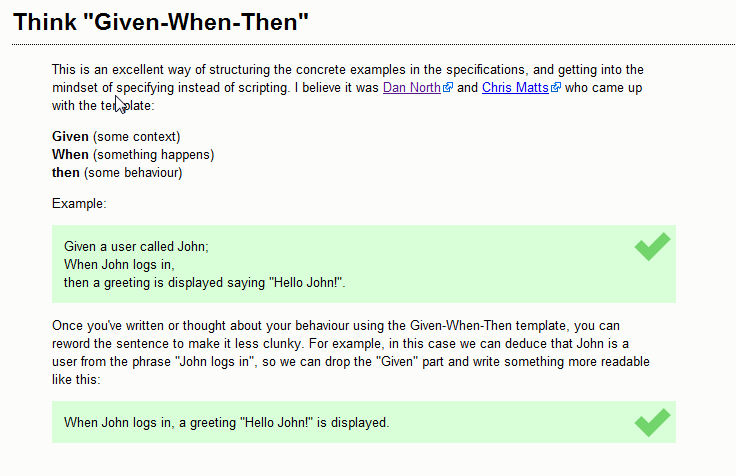 Think "Given-When-Then"
This is an excellent way of structuring the concrete examples in the specifications, and getting into the
mindset of specifying instead of scripting. I believe it was Dan North and Chris Matts who came up
with the template:
Given (some context)
When (something happens)
then (some behaviour)
Example:
Given a user called John;
When John logs in,
then a greeting is displayed saying "Hello John!".
Once you've written or thought about your behaviour using the Given-When-Then template, you can
reword the sentence to make it less clunky. For example, in this case we can deduce that John is a
user from the phrase "John logs in", so we can drop the "Given" part and write something more readable
like this:
When John logs in, a greeting "Hello John!" is displayed.